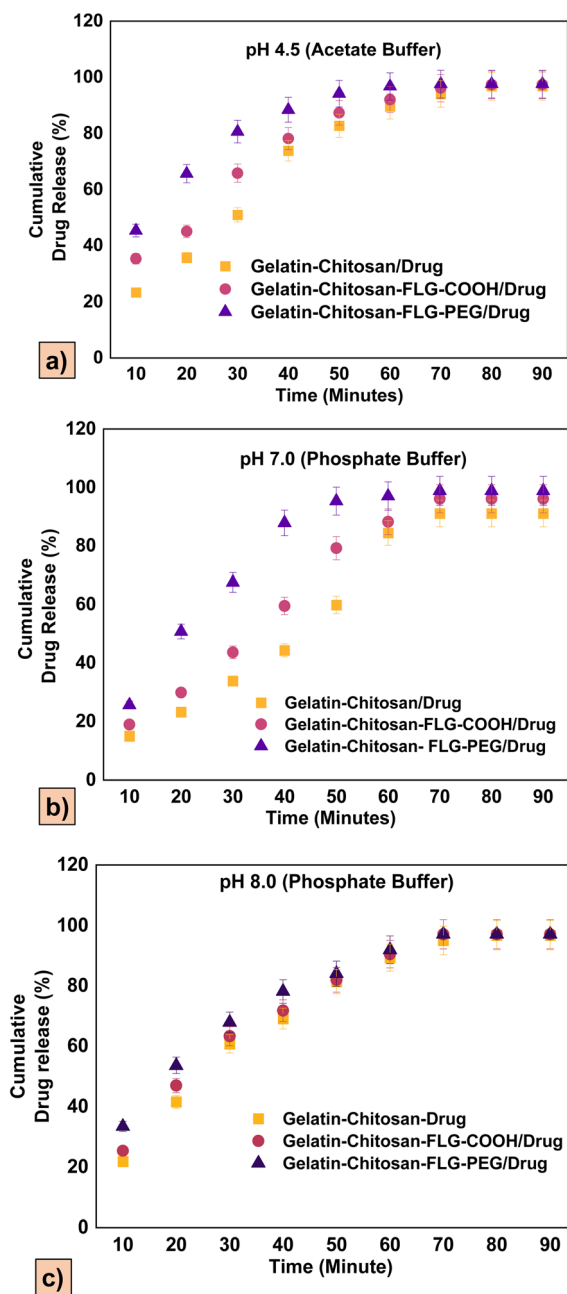 120
pH 4.5 (Acetate Buffer)
100
80
60
40
20
0
Cumulative
Drug Release (%)
Gelatin-Chitosan/Drug
Gelatin-Chitosan-FLG-COOH/Drug
Gelatin-Chitosan-FLG-PEG/Drug
10 20 30 40 50 60 70 80 90
Time (Minutes)
a)
120
pH 7.0 (Phosphate Buffer)
100
80
60
40
20
0
Cumulative
Drug Release (%)
Gelatin-Chitosan/Drug
Gelatin-Chitosan-FLG-COOH/Drug
Gelatin-Chitosan- FLG-PEG/Drug
10 20 30 40 50 60 70 80 90
Time (Minutes)
b)
120
pH 8.0 (Phosphate Buffer)
100
80
60
40
20
0
Cumulative
Drug release (%)
Gelatin-Chitosan-Drug
Gelatin-Chitosan-FLG-COOH/Drug
Gelatin-Chitosan-FLG-PEG/Drug
10 20 30 40 50 60 70 80 90
Time (Minute)
c)